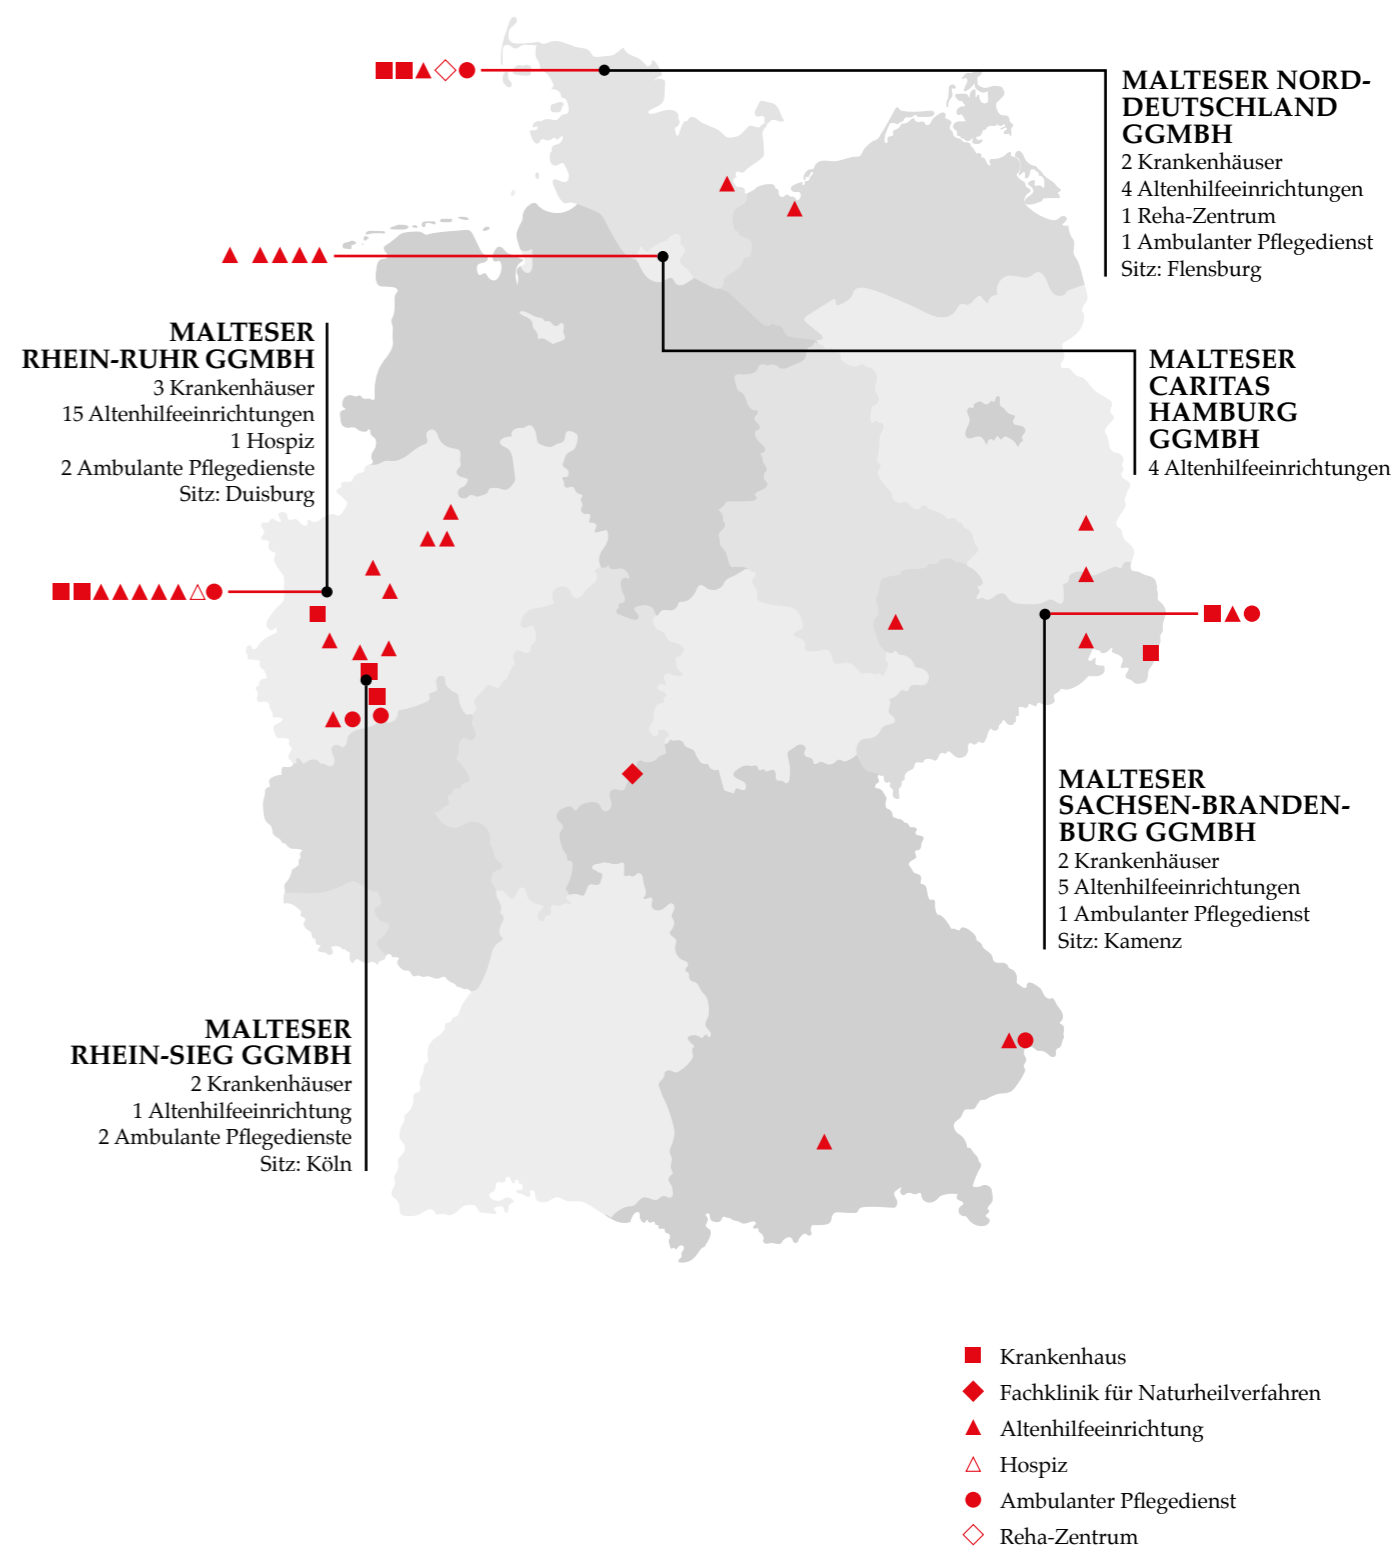 MALTESER NORD-
DEUTSCHLAND
GGMBH
2 Krankenhäuser
4 Altenhilfeeinrichtungen
1 Reha-Zentrum
1 Ambulanter Pflegedienst
Sitz: Flensburg
MALTESER
RHEIN-RUHR GGMBH
3 Krankenhäuser
15 Altenhilfeeinrichtungen
1 Hospiz
2 Ambulante Pflegedienste
Sitz: Duisburg
MALTESER
CARITAS
HAMBURG
GGMBH
4 Altenhilfeeinrichtungen
MALTESER
SACHSEN-BRANDEN-
BURG GGMBH
2 Krankenhäuser
5 Altenhilfeeinrichtungen
1 Ambulanter Pflegedienst
Sitz: Kamenz
MALTESER
RHEIN-SIEG GGMBH
2 Krankenhäuser
1 Altenhilfeeinrichtung
2 Ambulante Pflegedienste
Sitz: Köln
Krankenhaus
Fachklinik für Naturheilverfahren
Altenhilfeeinrichtung
Hospiz
Ambulanter Pflegedienst
Reha-Zentrum